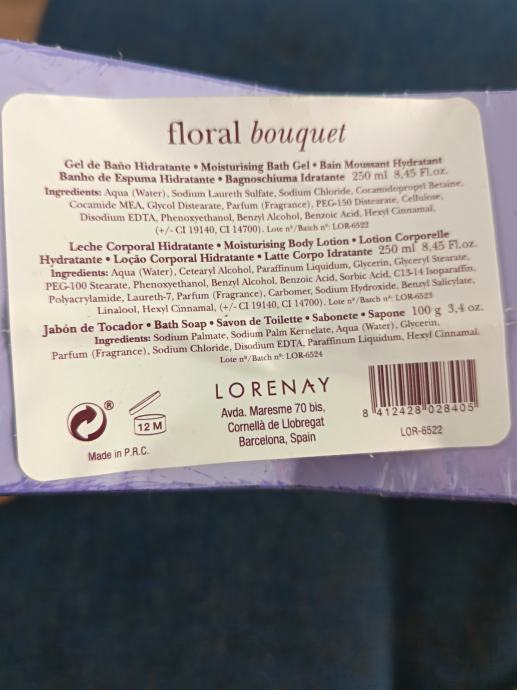 floral bouquet
Gel de Baño Hidratante • Moisturising Bath Gel • Bain Moussant Hydratant
Banho de Espuma Hidratante • Bagnoschiuma Idratante 250 ml 8,45 Fl.oz.
Ingredients: Aqua (Water), Sodium Laureth Sulfate, Sodium Chloride, Cocamidopropyl Betaine,
Cocamide MEA, Glycol Distearate, Parfum (Fragrance), PEG-150 Distearate, Cellulose,
Disodium EDTA, Phenoxyethanol, Benzyl Alcohol, Benzoic Acid, Hexyl Cinnamal,
(+/- CI 19140, CI 14700). Lote nº/Batch nº: LOR-6522
Leche Corporal Hidratante • Moisturising Body Lotion • Lotion Corporelle
Hydratante • Loção Corporal Hidratante • Latte Corpo Idratante 250 ml 8,45 Fl.oz.
Ingredients: Aqua (Water), Cetearyl Alcohol, Paraffinum Liquidum, Glycerin, Glyceryl Stearate,
PEG-100 Stearate, Phenoxyethanol, Benzyl Alcohol, Benzoic Acid, Sorbic Acid, C13-14 Isoparaffin,
Polyacrylamide, Laureth-7, Parfum (Fragrance), Carbomer, Sodium Hydroxide, Benzyl Salicylate,
Linalool, Hexyl Cinnamal, (+/- CI 19140, CI 14700). Lote nº/Batch nº: LOR-6523
Jabón de Tocador • Bath Soap • Savon de Toilette • Sabonete • Sapone 100 g 3,4 oz.
Ingredients: Sodium Palmate, Sodium Palm Kernelate, Aqua (Water), Glycerin,
Parfum (Fragrance), Sodium Chloride, Disodium EDTA, Paraffinum Liquidum, Hexyl Cinnamal.
Lote nº/Batch nº: LOR-6524
®
12 M
Made in P.R.C.
LORENAY
Avda. Maresme 70 bis,
Cornellà de Llobregat
Barcelona, Spain
8 412428 028405
LOR-6522